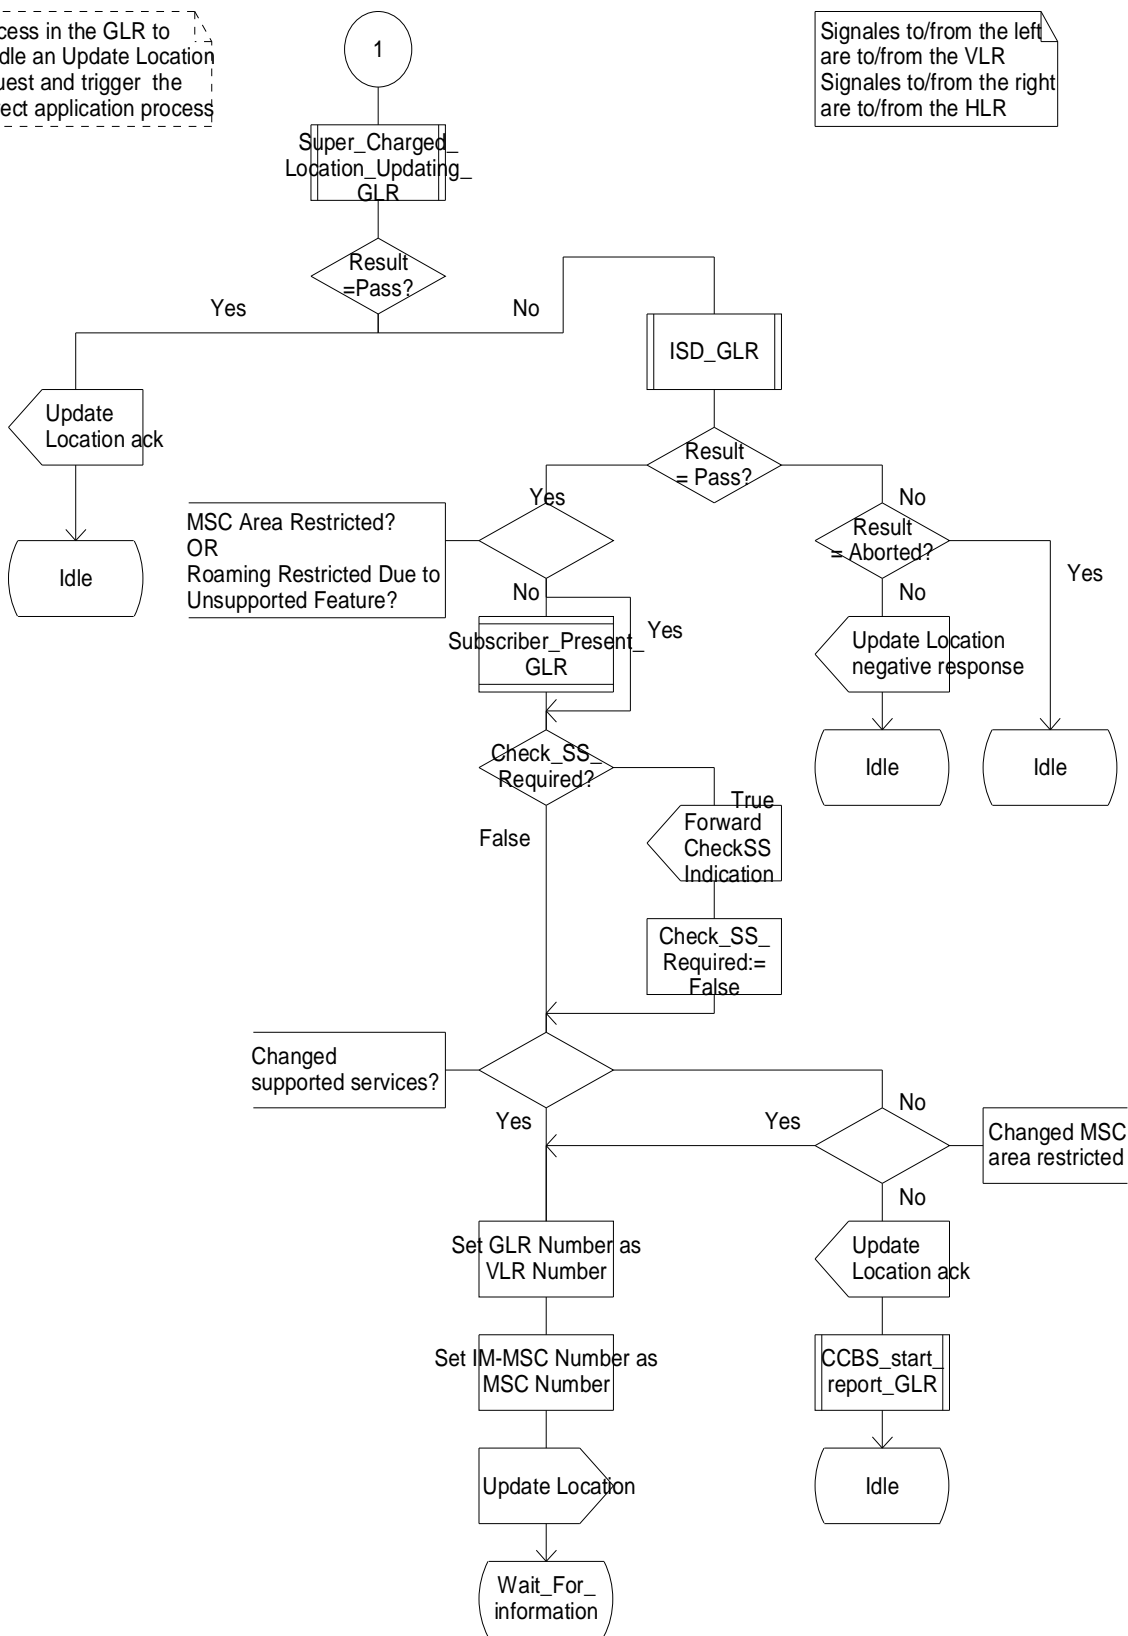 cess in the GLR to
dle an Update Location
uest and trigger the
rect application process
1
Signales to/from the left
are to/from the VLR
Signales to/from the right
are to/from the HLR
Super_Charged_
Location_Updating_
GLR
Result
=Pass?
Yes
No
ISD_GLR
Update
Location ack
Result
= Pass?
Yes
No
MSC Area Restricted?
OR
Roaming Restricted Due to
Unsupported Feature?
Result
= Aborted?
Idle
Yes
No
No
Subscriber_Present_
GLR
Yes
Update Location
negative response
Check_SS_
Required?
Idle
Idle
True
False
Forward
CheckSS
Indication
Check_SS_
Required:=
False
Changed
supported services?
Yes
No
Yes
Changed MSC
area restricted
No
Set GLR Number as
VLR Number
Update
Location ack
Set IM-MSC Number as
MSC Number
CCBS_start_
report_GLR
Update Location
Idle
Wait_For_
information